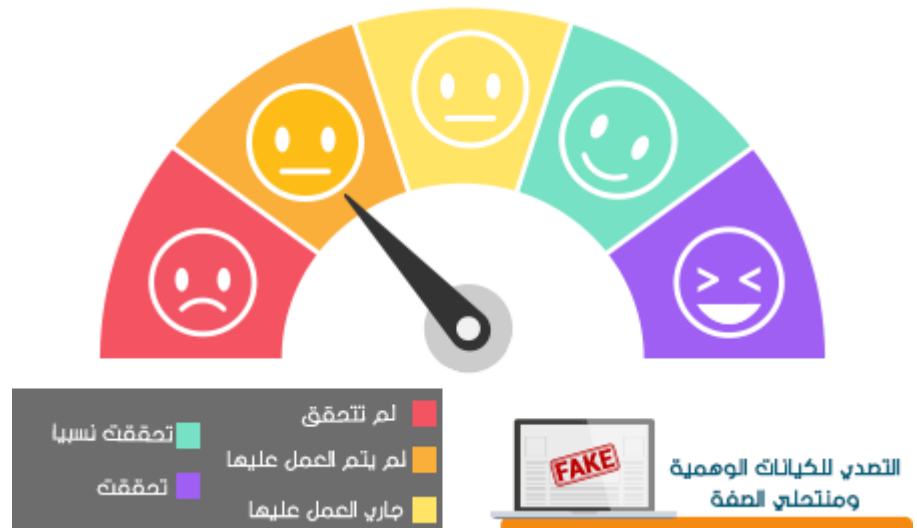 لم تتحقق
لم يتم العمل عليها
جاري العمل عليها
تحققت نسبيا
تحققت
FAKE
التصدي للكيانات الوهمية
ومنتحلي الصفة